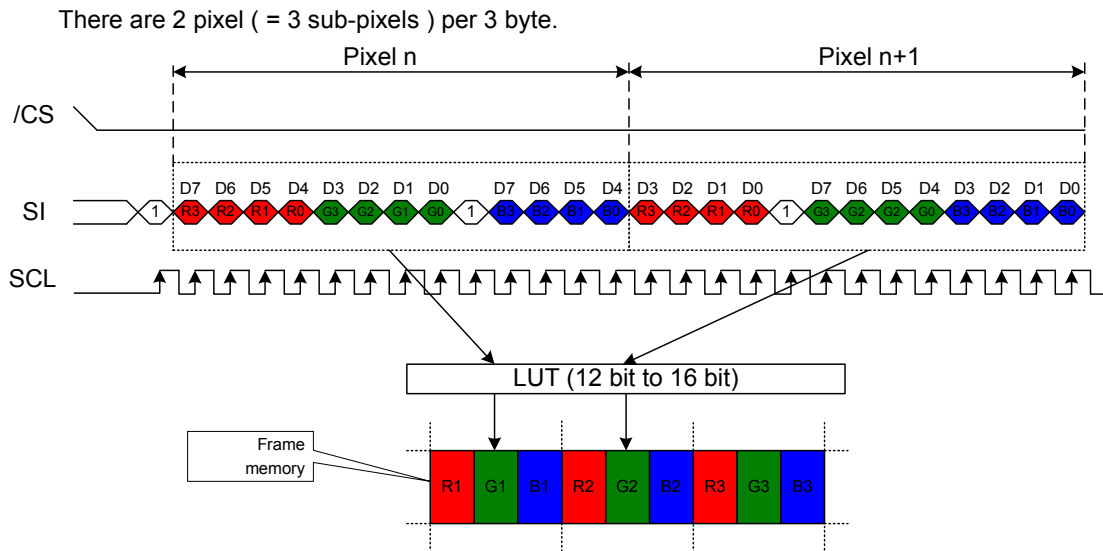 There are 2 pixel ( = 3 sub-pixels ) per 3 byte.
Pixel n Pixel n+1
/CS
D7 D6 D5 D4 D3 D2 D1 D0 D7 D6 D5 D4 D3 D2 D1 D0 D7 D6 D5 D4 D3 D2 D1 D0
SI 1 R3 R2 R1 R0 G3 G2 G1 G0 1 B3 B2 B1 B0 R3 R2 R1 R0 1 G3 G2 G2 G0 B3 B2 B1 B0
SCL
LUT (12 bit to 16 bit)
Frame
memory
R1 G1 B1 R2 G2 B2 R3 G3 B3